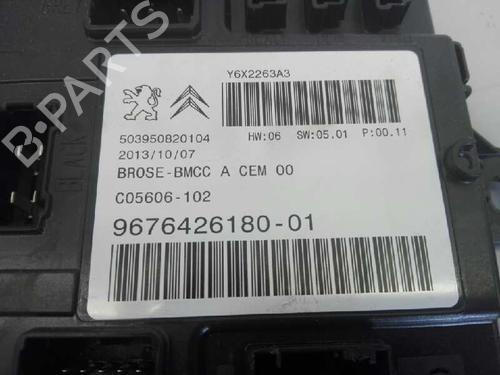 Y6X2263A3
503950820104
HW:06 SW:05.01 P:00.11
2013/10/07
BROSE-BMCC A CEM 00
C05606-102
9676426180-01
BLACK
B-PARTS